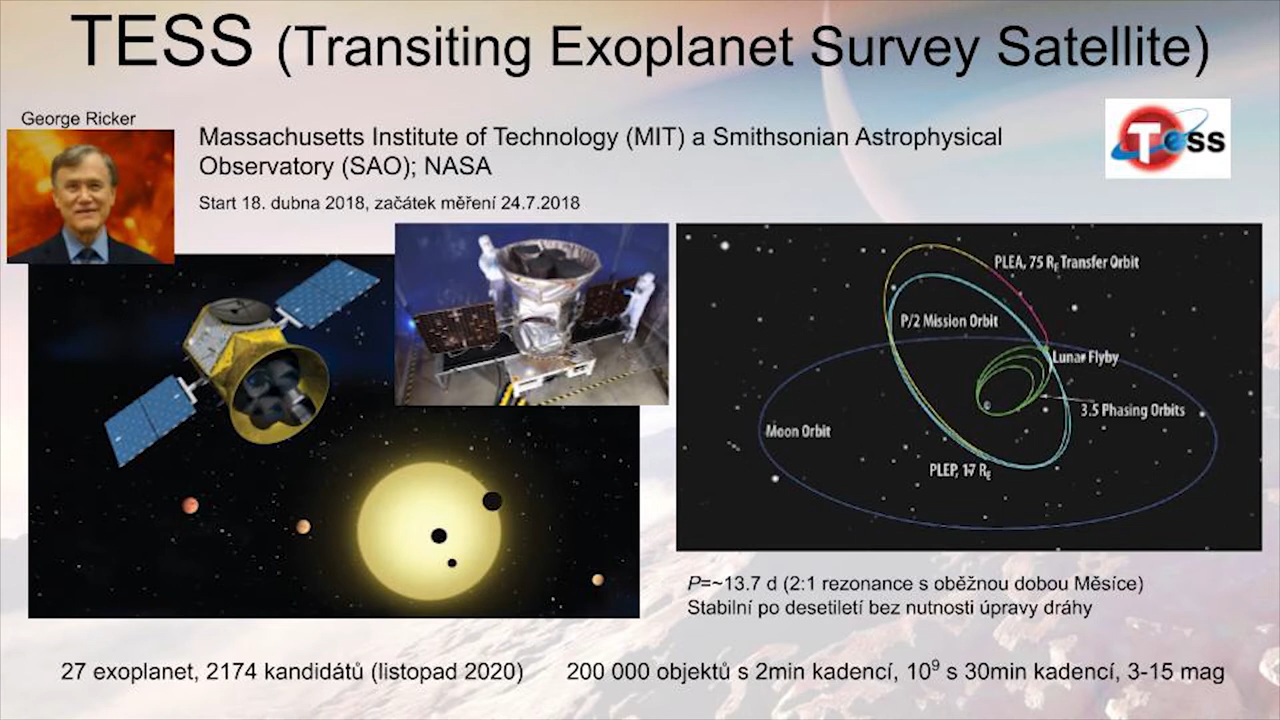 TESS (Transiting Exoplanet Survey Satellite)
George Ricker
Massachusetts Institute of Technology (MIT) a Smithsonian Astrophysical
Observatory (SAO); NASA
Start 18. dubna 2018, začátek měření 24.7.2018
Tess
PLEA, 75 R_E Transfer Orbit
P/2 Mission Orbit
Lunar Flyby
3.5 Phasing Orbits
Moon Orbit
PLEP, 17 R_E
P=~13.7 d (2:1 rezonance s oběžnou dobou Měsíce)
Stabilní po desetiletí bez nutnosti úpravy dráhy
27 exoplanet, 2174 kandidátů (listopad 2020)
200 000 objektů s 2min kadencí, 10⁹ s 30min kadencí, 3-15 mag